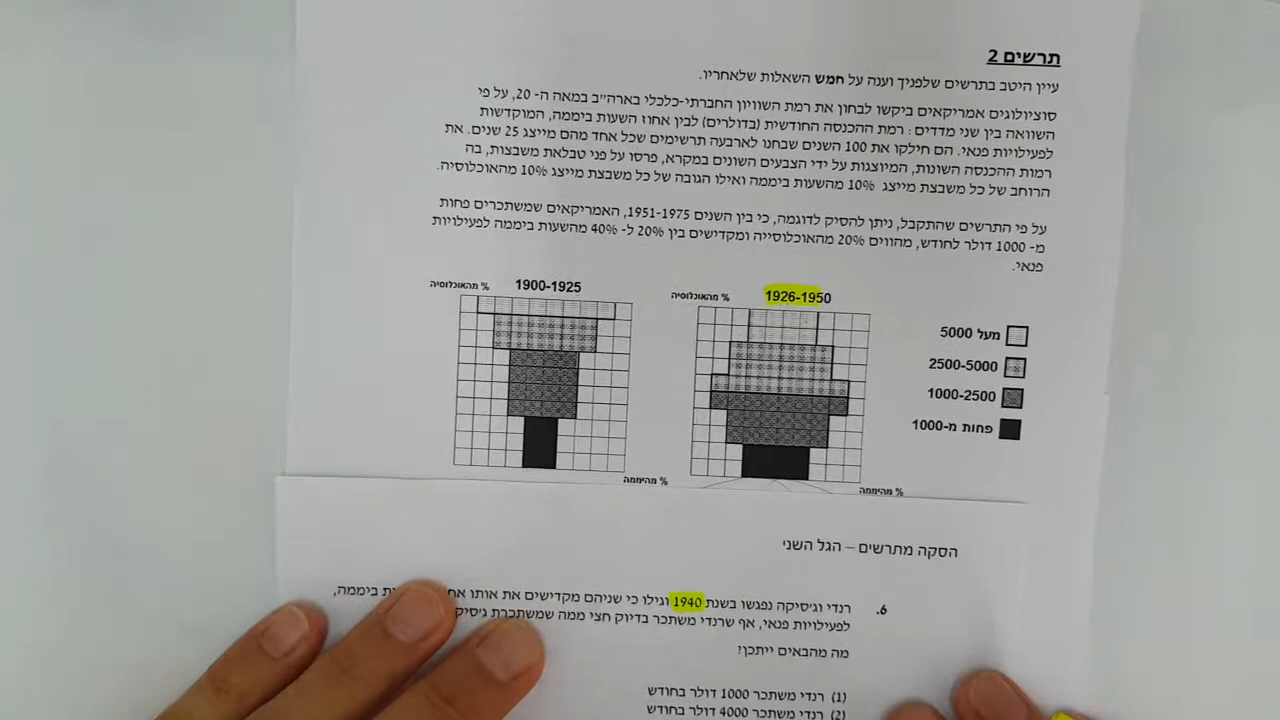 תרשים 2
עיין היטב בתרשים שלפניך וענה על חמש השאלות שלאחריו.
סוציולוגים אמריקאים ביקשו לבחון את רמת השוויון החברתי-כלכלי בארה״ב במאה ה- 20, על פי
השוואה בין שני מדדים : רמת ההכנסה החודשית (בדולרים) לבין אחוז השעות ביממה, המוקדשות
לפעילויות פנאי. הם חילקו את 100 השנים שבחנו לארבעה תרשימים שכל אחד מהם מייצג 25 שנים. את
רמות ההכנסה השונות, המיוצגות על ידי הצבעים השונים במקרא, פרסו על פני טבלאת משבצות, בה
הרוחב של כל משבצת מייצג 10% מהשעות ביממה ואילו הגובה של כל משבצת מייצג 10% מהאוכלוסיה.
על פי התרשים שהתקבל, ניתן להסיק לדוגמה, כי בין השנים 1951-1975, האמריקאים שמשתכרים פחות
מ- 1000 דולר לחודש, מהווים 20% מהאוכלוסייה ומקדישים בין 20% ל- 40% מהשעות ביממה לפעילויות
פנאי.
1926-1950
% מהאוכלוסיה
1900-1925
% מהאוכלוסיה
מעל 5000
2500-5000
1000-2500
פחות מ-1000
% מהיממה
% מהיממה
הסקה מתרשים – הגל השני
6. רנדי וג׳סיקה נפגשו בשנת 1940 וגילו כי שניהם מקדישים את אותו ביממה,
לפעילויות פנאי, אף שרנדי משתכר בדיוק חצי ממה שמשתכרת
מה מהבאים ייתכן?
(1) רנדי משתכר 1000 דולר בחודש
(2) רנדי משתכר 4000 דולר בחודש